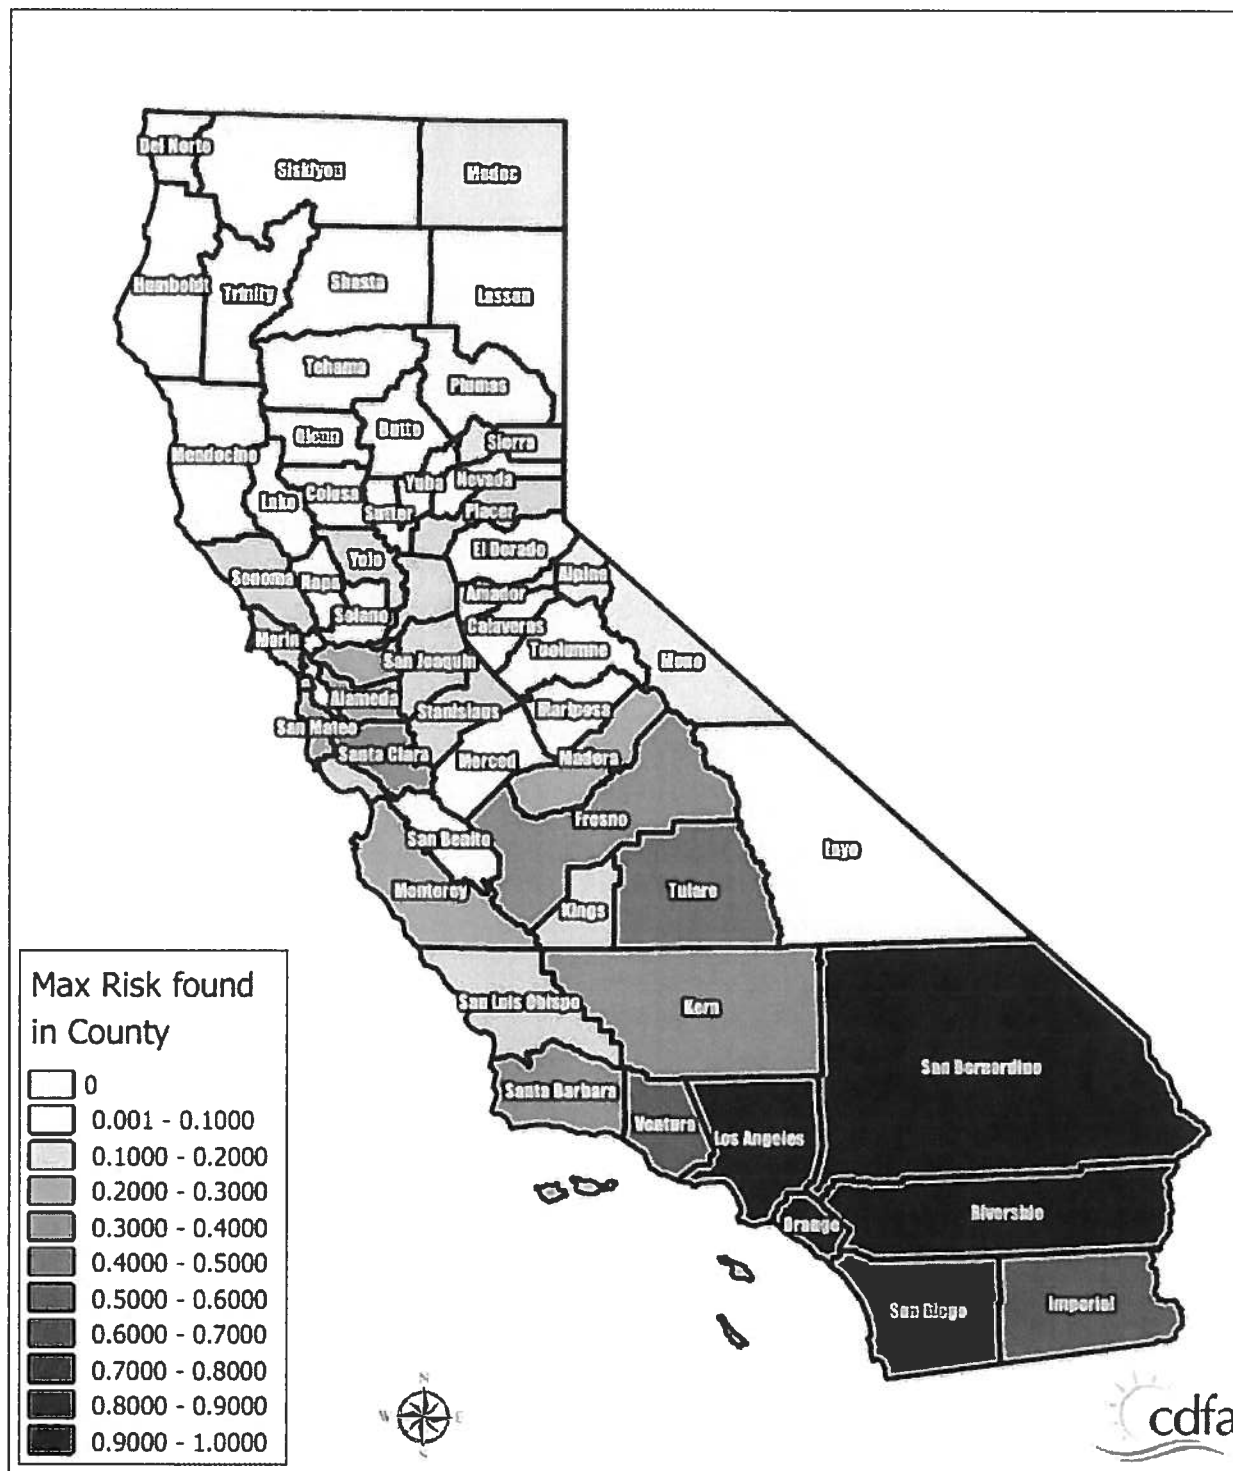 Del Norte
Siskiyou
Modoc
Humboldt
Trinity
Shasta
Lassen
Tehama
Plumas
Glenn
Butte
Sierra
Mendocino
Lake
Colusa
Sutter
Yuba
Nevada
Placer
Sonoma
Napa
Yolo
El Dorado
Alpine
Amador
Solano
Marin
Calaveras
Tuolumne
Mono
San Joaquin
Alameda
Stanislaus
Mariposa
San Mateo
Santa Clara
Merced
Madera
Fresno
San Benito
Inyo
Monterey
Kings
Tulare
San Luis Obispo
Kern
San Bernardino
Santa Barbara
Ventura
Los Angeles
Orange
Riverside
San Diego
Imperial
Max Risk found
in County
0
0.001 - 0.1000
0.1000 - 0.2000
0.2000 - 0.3000
0.3000 - 0.4000
0.4000 - 0.5000
0.5000 - 0.6000
0.6000 - 0.7000
0.7000 - 0.8000
0.8000 - 0.9000
0.9000 - 1.0000
N
W E
S
cdfa